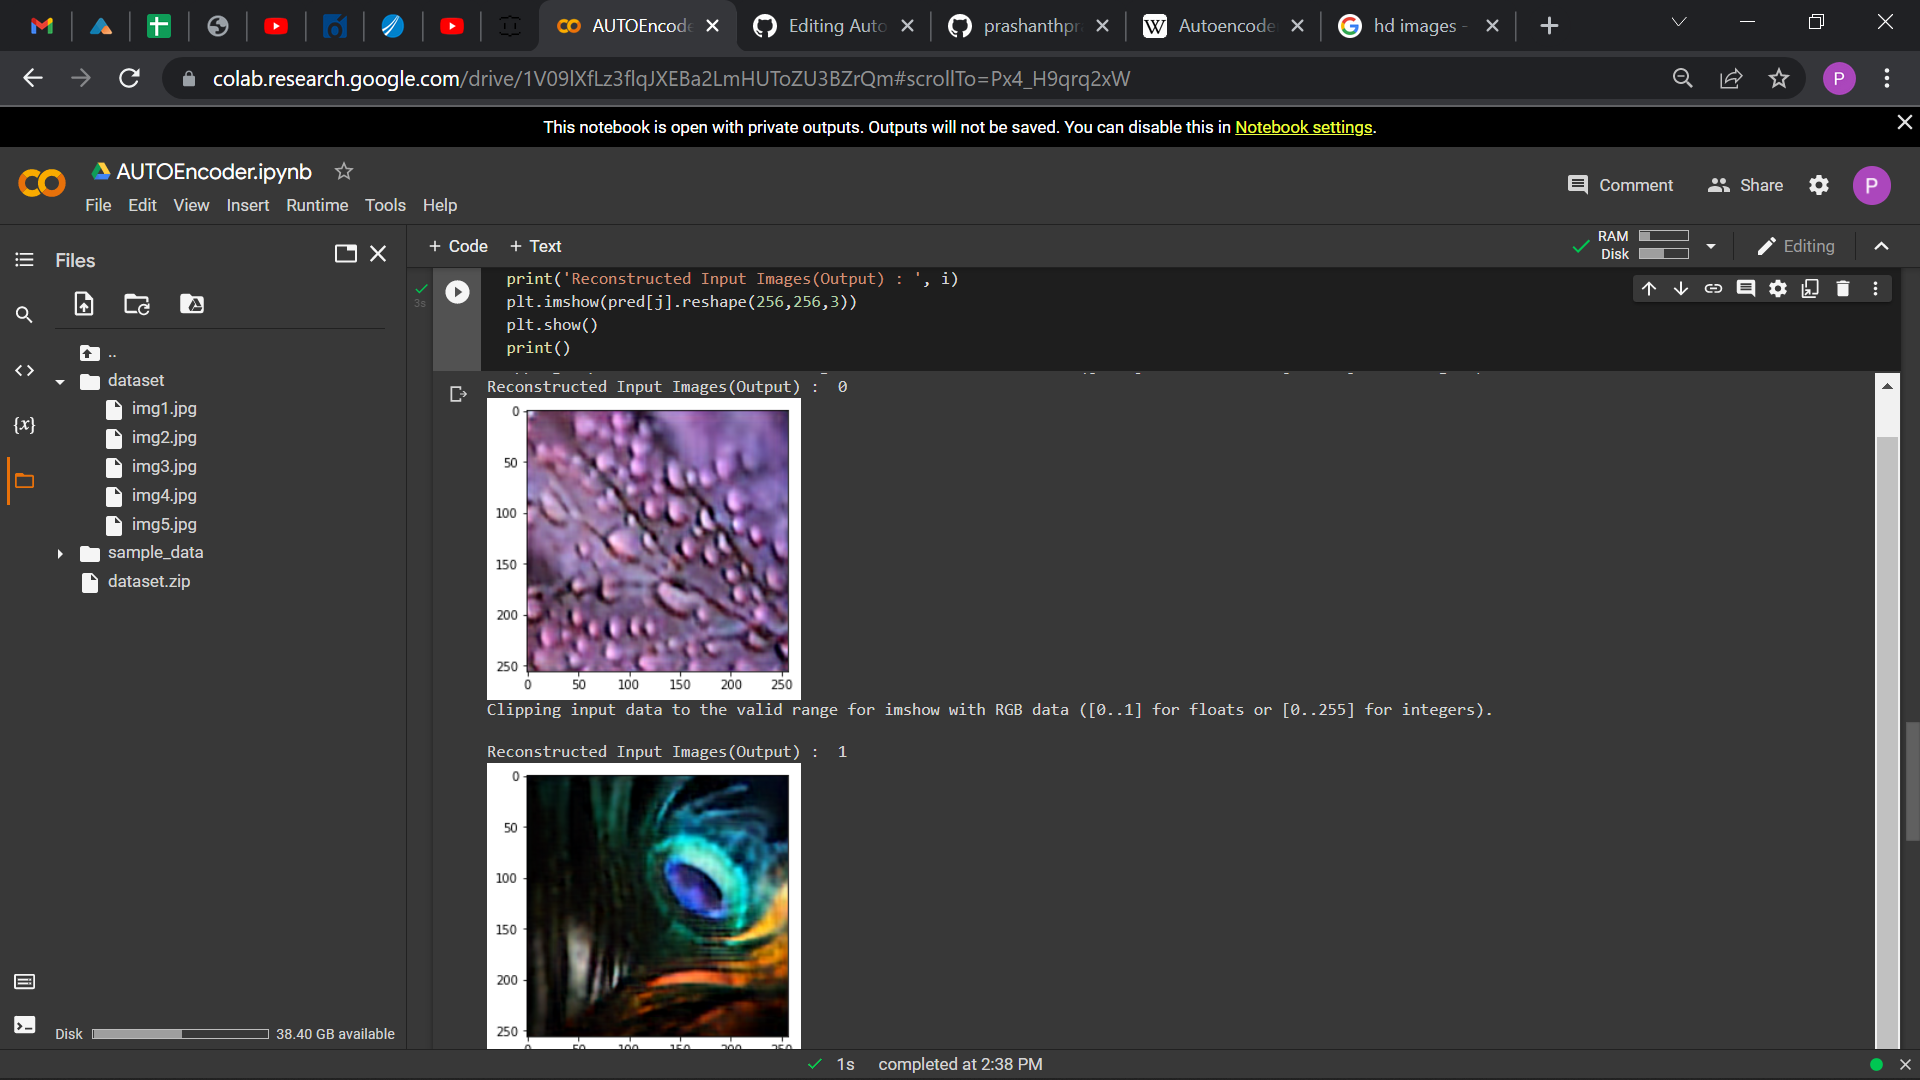 AUTOEncode
Editing Auto
prashanthpr
Autoencode
hd images -
colab.research.google.com/drive/1V09lXfLz3flqJXEBa2LmHUToZU3BZrQm#scrollTo=Px4_H9qrq2xW
P
This notebook is open with private outputs. Outputs will not be saved. You can disable this in Notebook settings.
AUTOEncoder.ipynb
File Edit View Insert Runtime Tools Help
Comment Share P
Files
+ Code + Text
RAM
Disk
Editing
..
dataset
img1.jpg
img2.jpg
img3.jpg
img4.jpg
img5.jpg
sample_data
dataset.zip
{x}
Disk 38.40 GB available
3s
print('Reconstructed Input Images(Output) : ', i)
plt.imshow(pred[j].reshape(256,256,3))
plt.show()
print()
Reconstructed Input Images(Output) :  0
0
50
100
150
200
250
0 50 100 150 200 250
Clipping input data to the valid range for imshow with RGB data ([0..1] for floats or [0..255] for integers).
Reconstructed Input Images(Output) :  1
0
50
100
150
200
250
0 50 100 150 200 250
1s completed at 2:38 PM